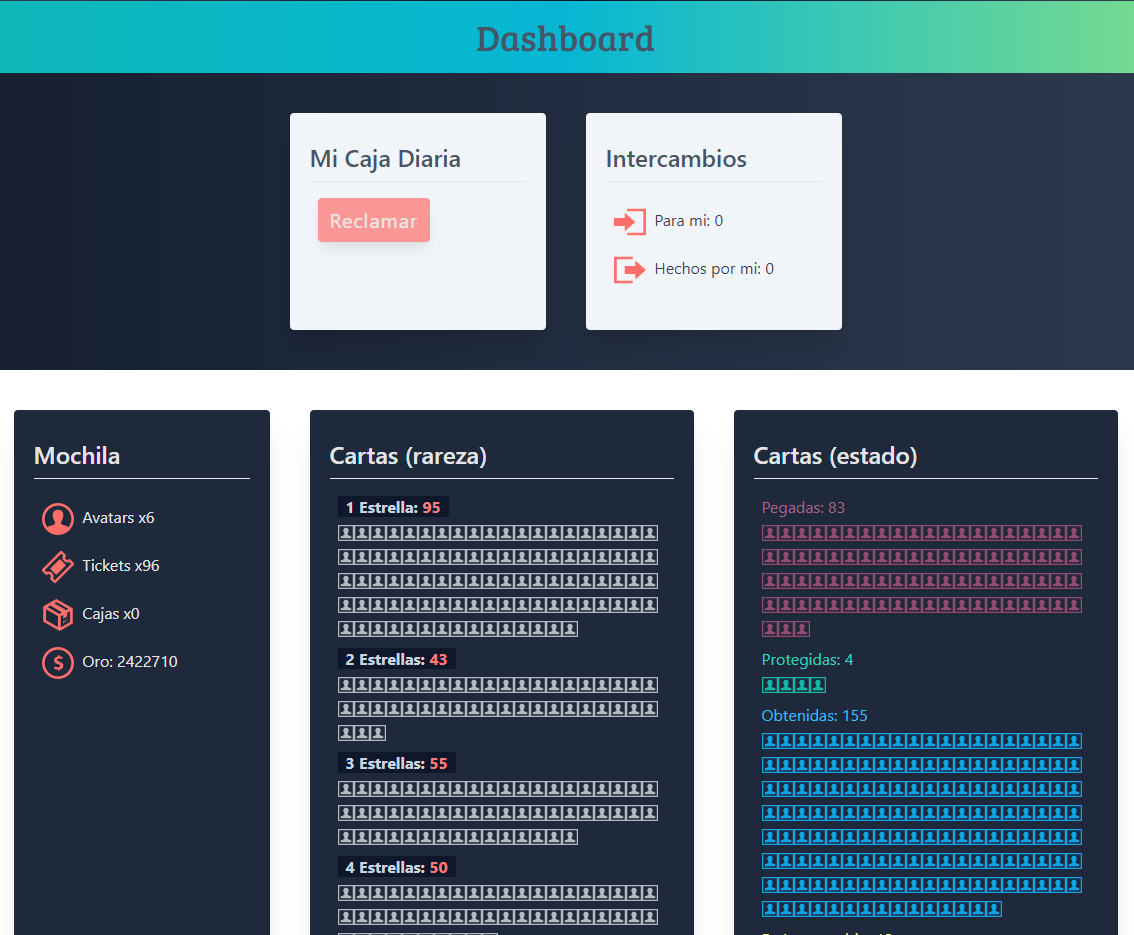 Dashboard
Mi Caja Diaria
Reclamar
Intercambios
Para mi: 0
Hechos por mi: 0
Mochila
Avatars x6
Tickets x96
Cajas x0
Oro: 2422710
Cartas (rareza)
1 Estrella: 95
2 Estrellas: 43
3 Estrellas: 55
4 Estrellas: 50
Cartas (estado)
Pegadas: 83
Protegidas: 4
Obtenidas: 155